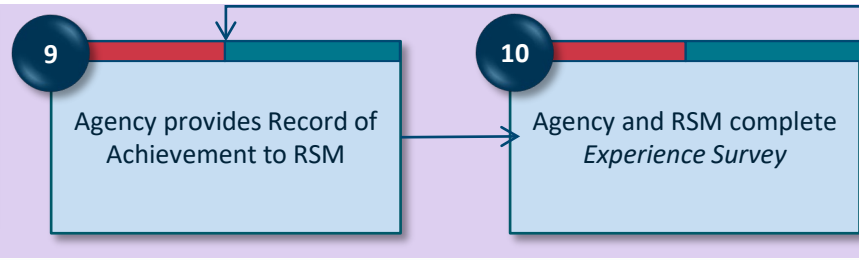 9
Agency provides Record of
Achievement to RSM
10
Agency and RSM complete
Experience Survey